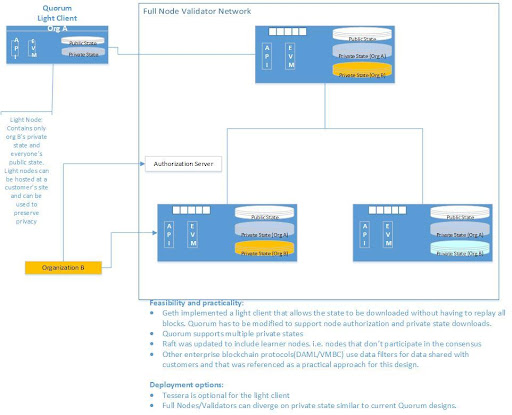 Quorum
Light Client
Org A
Full Node Validator Network
A
P
I
E
V
M
Public State
Private State
A
P
I
E
V
M
Public State
Private State (Org A)
Private State (Org B)
Light Node
Contains only
org B's private
state and
everyone's
public state.
Light nodes can
be hosted at a
customer's site
and can be
used to
preserve
privacy
Authorization Server
A
P
I
E
V
M
Public State
Private State (Org A)
Private State (Org B)
A
P
I
E
V
M
Public State
Private State (Org A)
Private State (Org B)
Organization B
Feasibility and practicality:
• Geth implemented a light client that allows the state to be downloaded without having to replay all
blocks. Quorum has to be modified to support node authorization and private state downloads.
• Quorum supports multiple private states
• Raft was updated to include learner nodes. i.e. nodes that don't participate in the consensus
• Other enterprise blockchain protocols(DAML/VMBC) use data filters for data shared with
customers and that was referenced as a practical approach for this design.
Deployment options:
• Tessera is optional for the light client
• Full Nodes/Validators can diverge on private state similar to current Quorum designs.